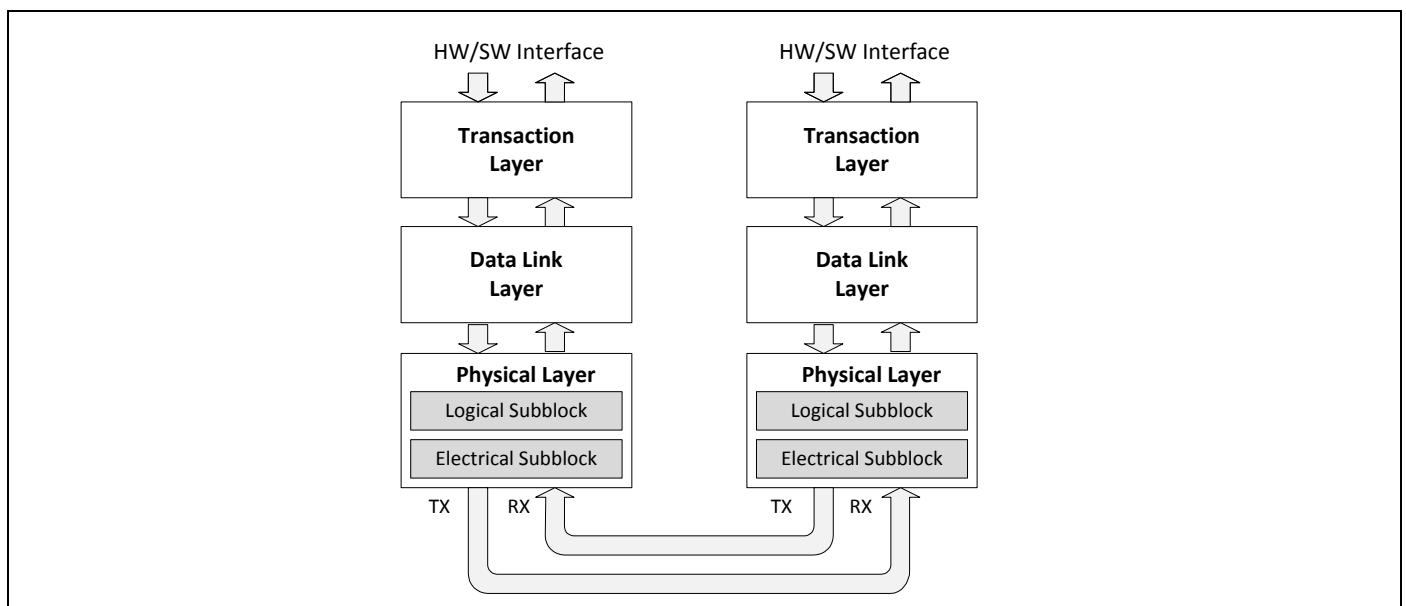 HW/SW Interface
Transaction
Layer
Data Link
Layer
Physical Layer
Logical Subblock
Electrical Subblock
TX
RX
HW/SW Interface
Transaction
Layer
Data Link
Layer
Physical Layer
Logical Subblock
Electrical Subblock
TX
RX